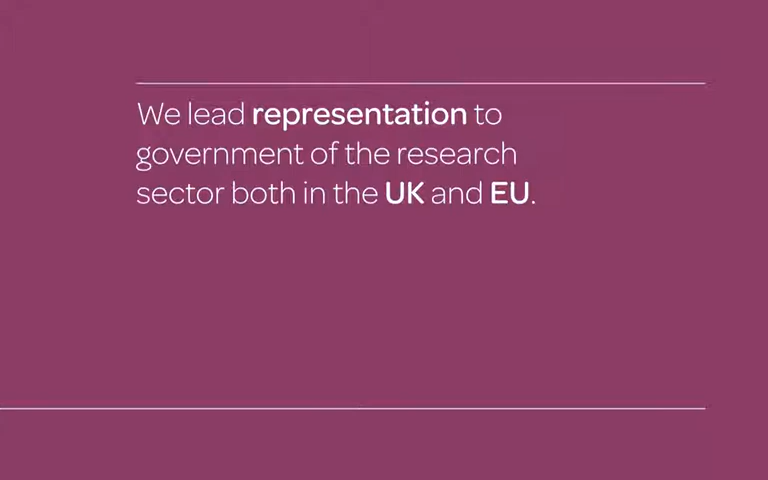 We lead representation to
government of the research
sector both in the UK and EU.